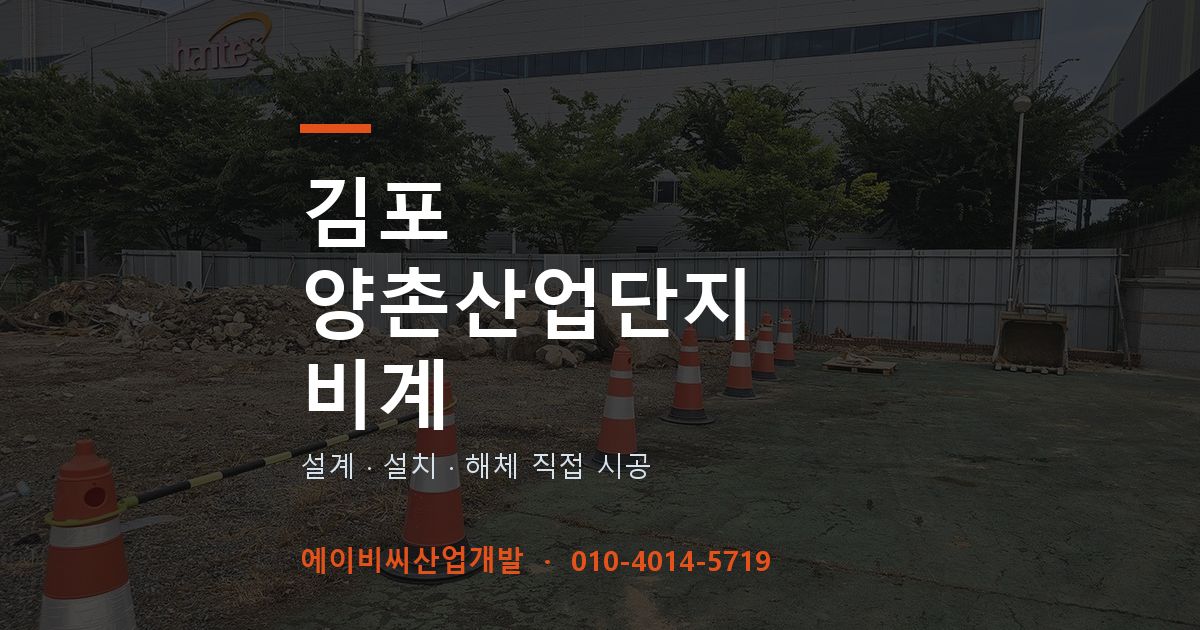 hantes
김포
양촌산업단지
비계
설계 · 설치 · 해체 직접 시공
에이비씨산업개발 · 010-4014-5719